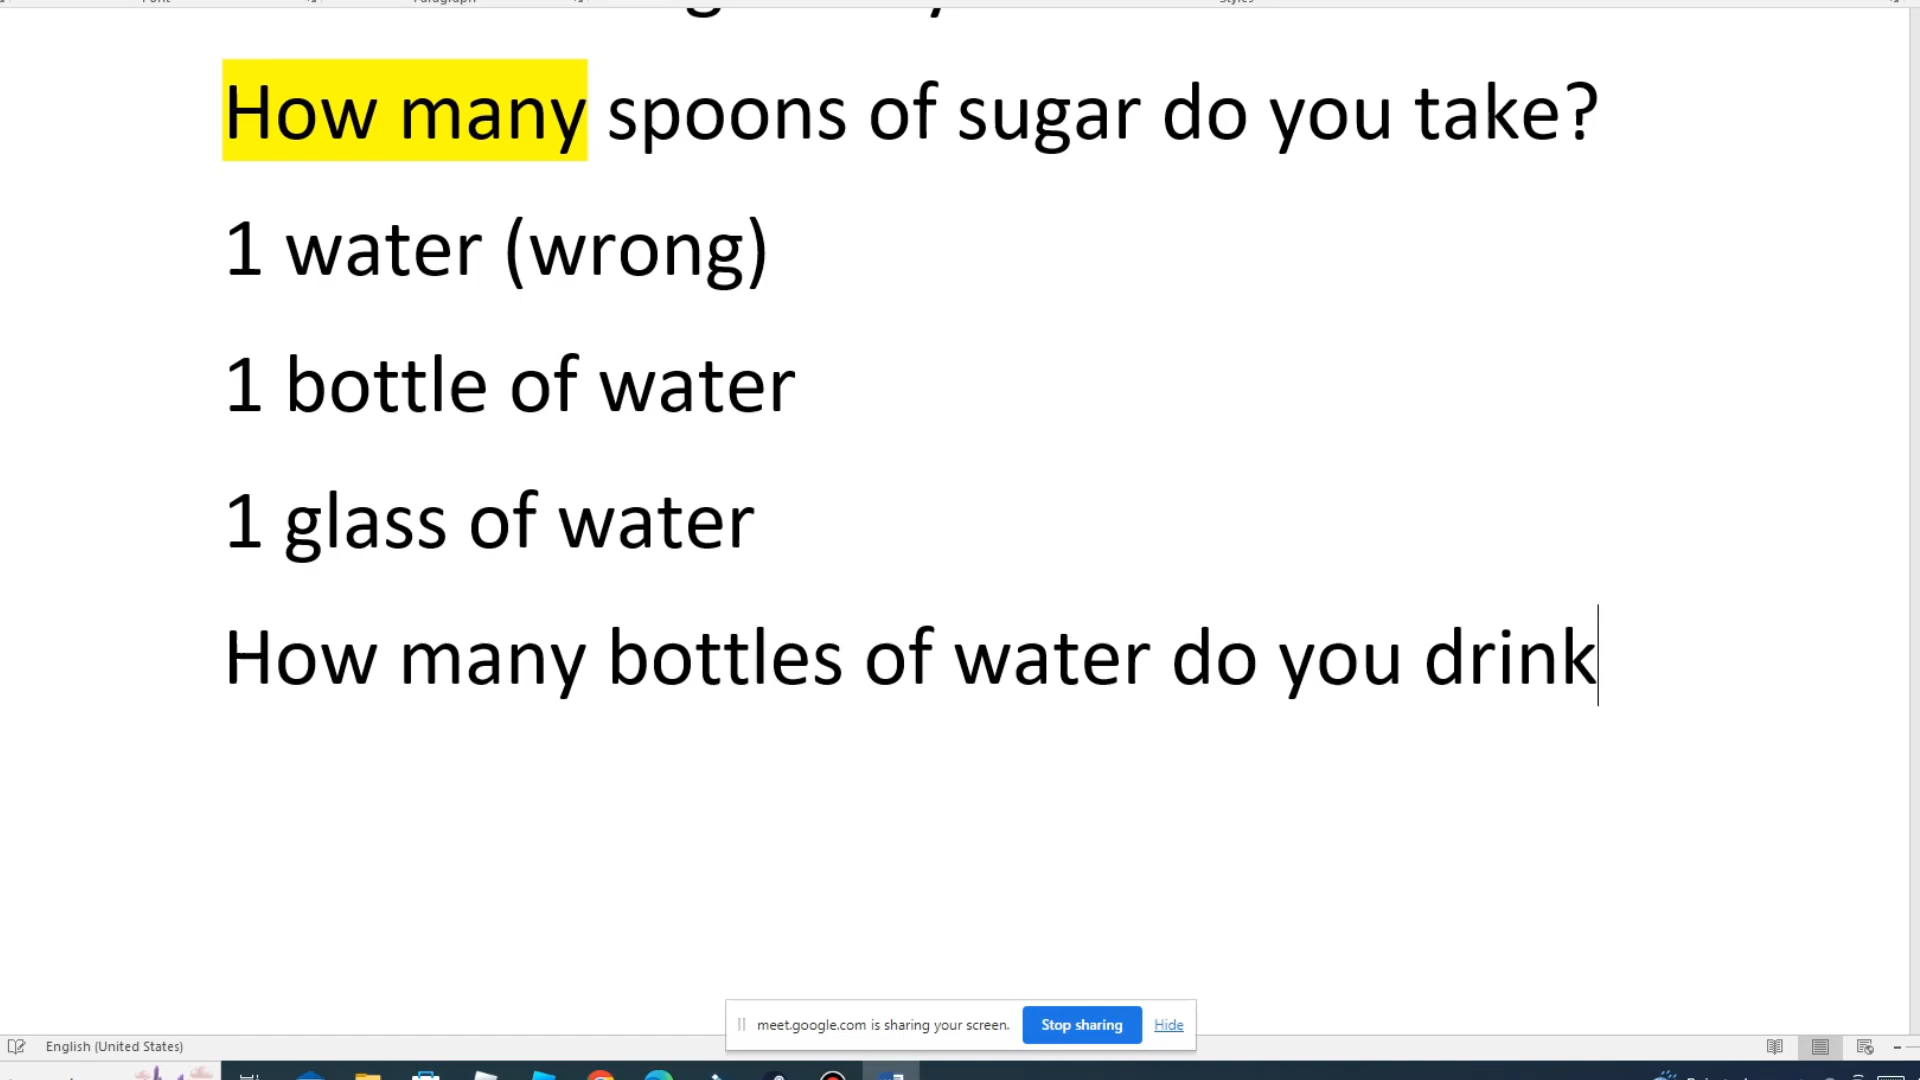 How many spoons of sugar do you take?
1 water (wrong)
1 bottle of water
1 glass of water
How many bottles of water do you drink
meet.google.com is sharing your screen. Stop sharing Hide
English (United States)